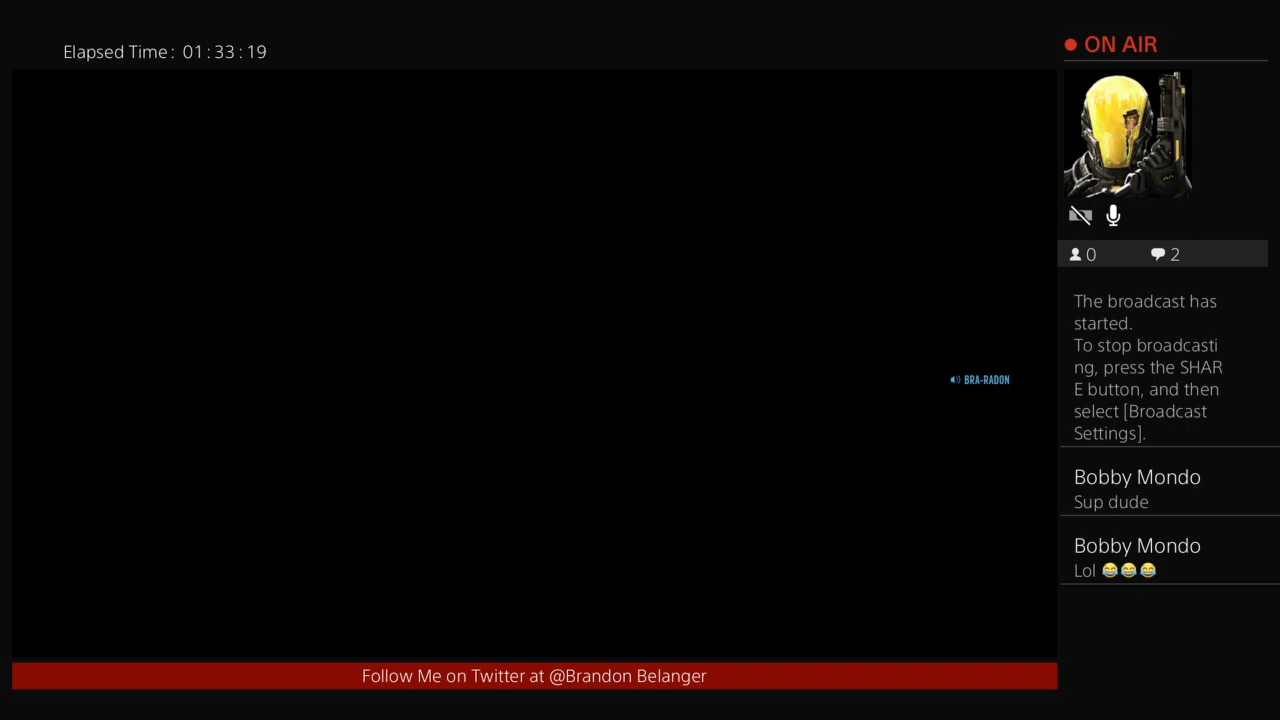 Elapsed Time: 01:33:19
ON AIR
0 2
The broadcast has
started.
To stop broadcasti
ng, press the SHAR
E button, and then
select [Broadcast
Settings].
BRA-RADON
Bobby Mondo
Sup dude
Bobby Mondo
Lol 😂😂😂
Follow Me on Twitter at @Brandon Belanger